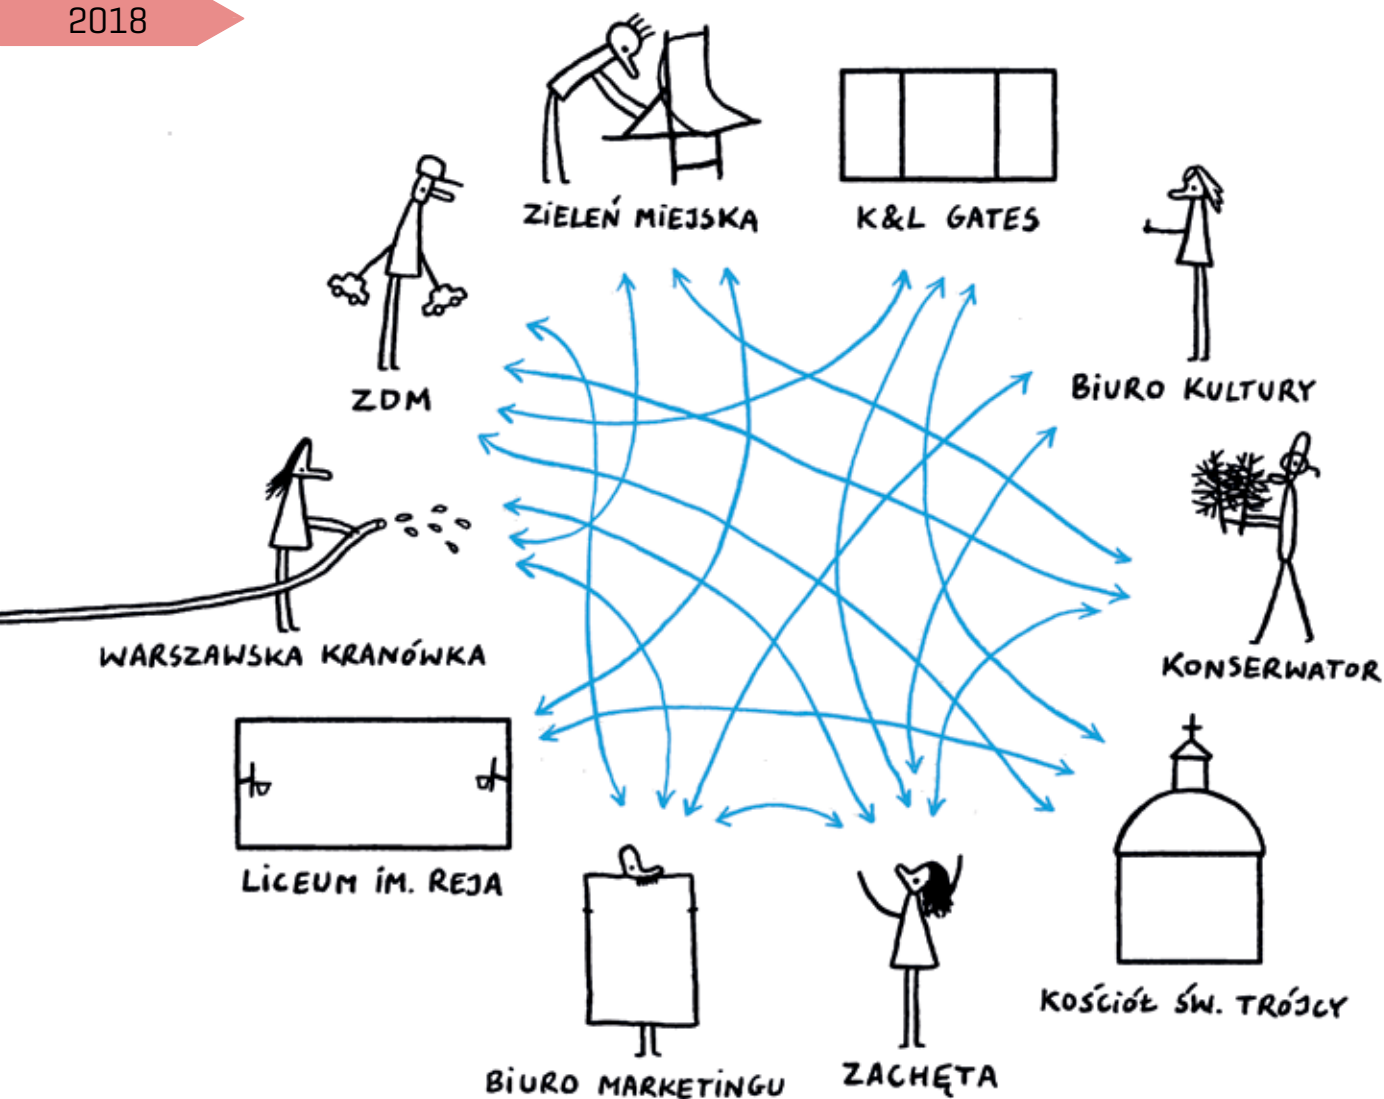 2018
ZiELEŃ MiEJSKA
K&L GATES
BiURO KULTURY
ZDM
WARSZAWSKA KRANÓWKA
KONSERWATOR
LiCEUM iM. REJA
KOŚCiÓŁ ŚW. TRÓJCY
BiURO MARKETiNGU
ZACHĘTA